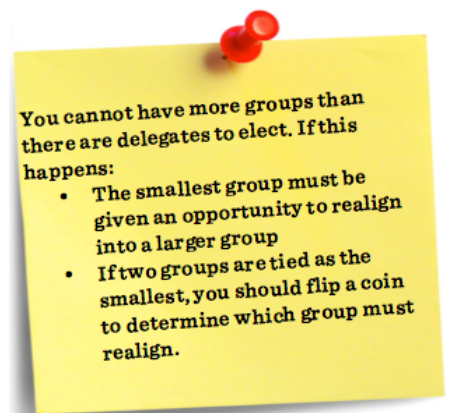 You cannot have more groups than
there are delegates to elect. If this
happens:
• The smallest group must be
given an opportunity to realign
into a larger group
• If two groups are tied as the
smallest, you should flip a coin
to determine which group must
realign.